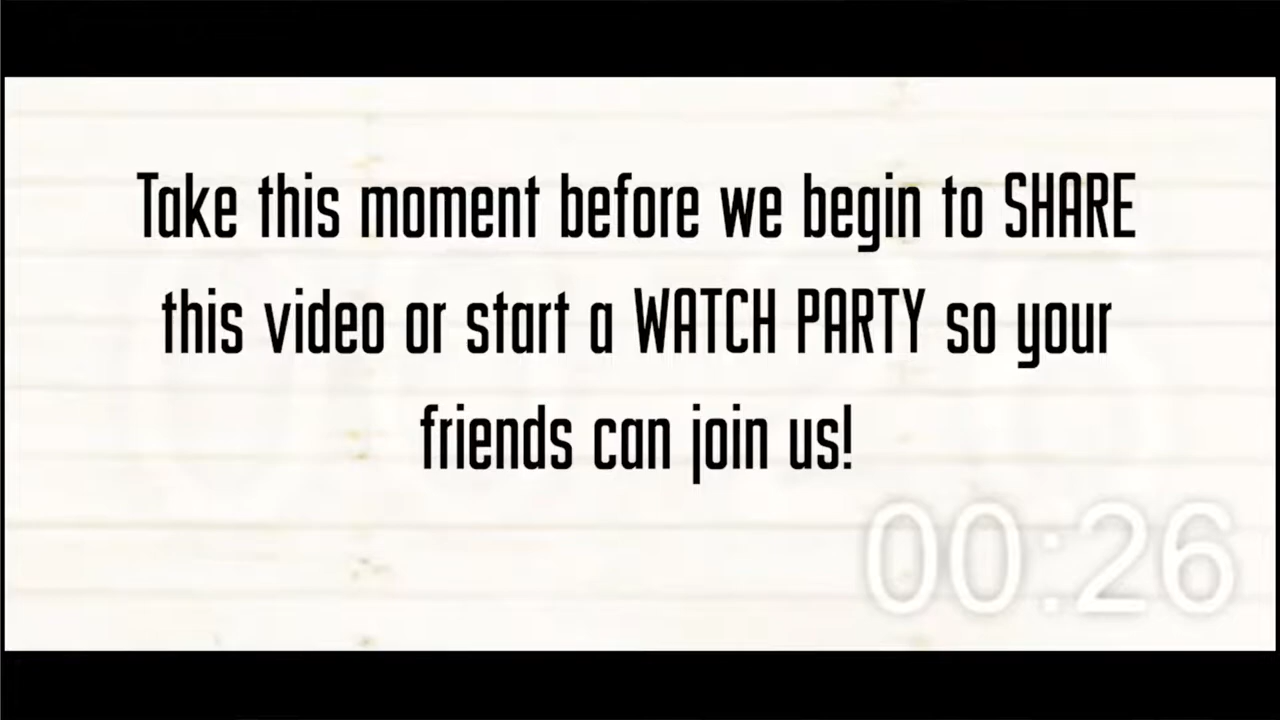 Take this moment before we begin to SHARE
this video or start a WATCH PARTY so your
friends can join us!
00:26